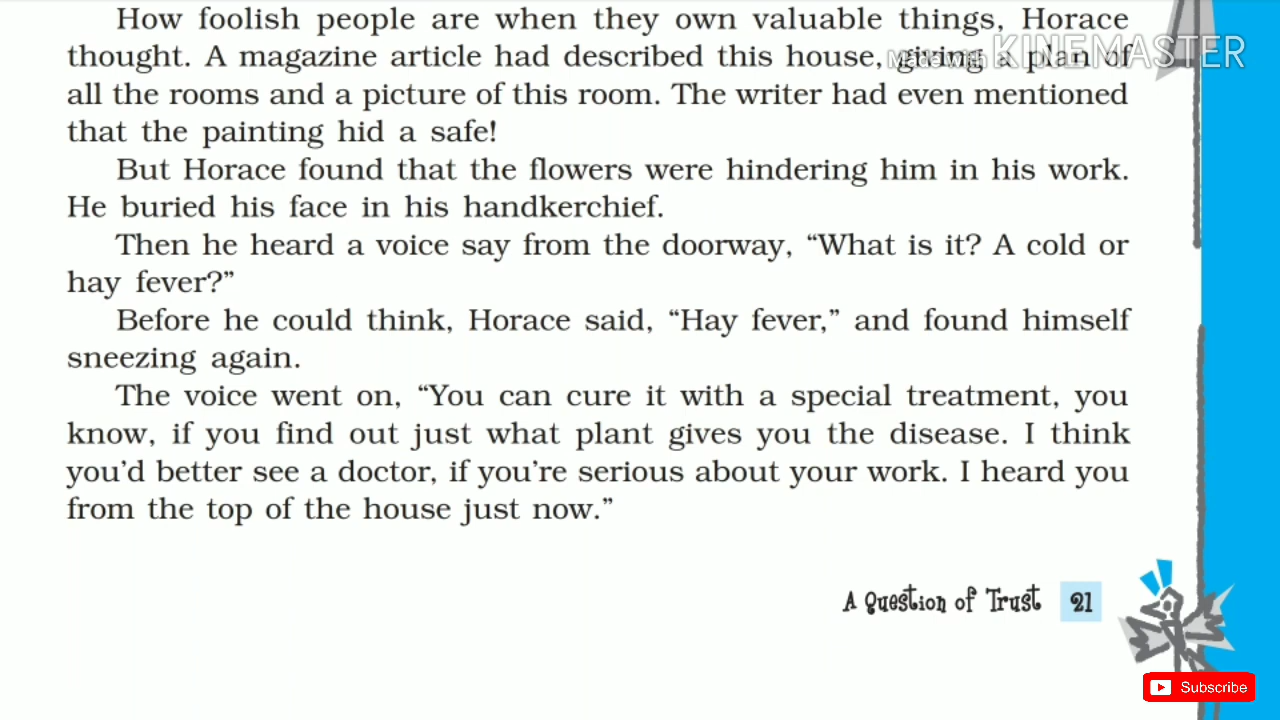 How foolish people are when they own valuable things, Horace
thought. A magazine article had described this house, giving a plan of
all the rooms and a picture of this room. The writer had even mentioned
that the painting hid a safe!
But Horace found that the flowers were hindering him in his work.
He buried his face in his handkerchief.
Then he heard a voice say from the doorway, “What is it? A cold or
hay fever?”
Before he could think, Horace said, “Hay fever,” and found himself
sneezing again.
The voice went on, “You can cure it with a special treatment, you
know, if you find out just what plant gives you the disease. I think
you’d better see a doctor, if you’re serious about your work. I heard you
from the top of the house just now.”
A Question of Trust 21
Made with KINEMASTER
Subscribe